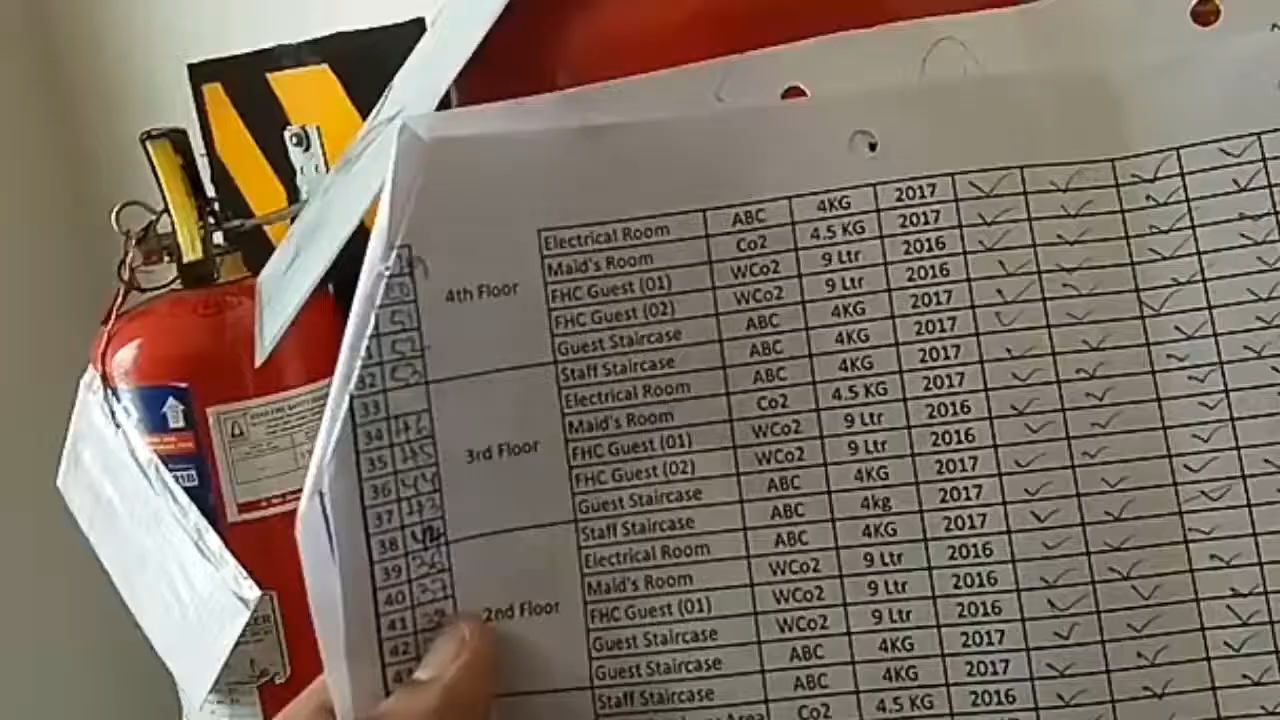 4th Floor
Electrical Room ABC 4KG 2017
Maid's Room Co2 4.5 KG 2017
FHC Guest (01) WCo2 9 Ltr 2016
FHC Guest (02) WCo2 9 Ltr 2016
Guest Staircase ABC 4KG 2017
Staff Staircase ABC 4KG 2017
3rd Floor
Electrical Room ABC 4KG 2017
Maid's Room Co2 4.5 KG 2017
FHC Guest (01) WCo2 9 Ltr 2016
FHC Guest (02) WCo2 9 Ltr 2016
Guest Staircase ABC 4KG 2017
Staff Staircase ABC 4kg 2017
2nd Floor
Electrical Room ABC 4KG 2017
Maid's Room WCo2 9 Ltr 2016
FHC Guest (01) WCo2 9 Ltr 2016
Guest Staircase WCo2 9 Ltr 2016
Guest Staircase ABC 4KG 2017
Staff Staircase ABC 4KG 2017
Area Co2 4.5 KG 2016
32
33
34
35
36
37
38
39
40
41
42